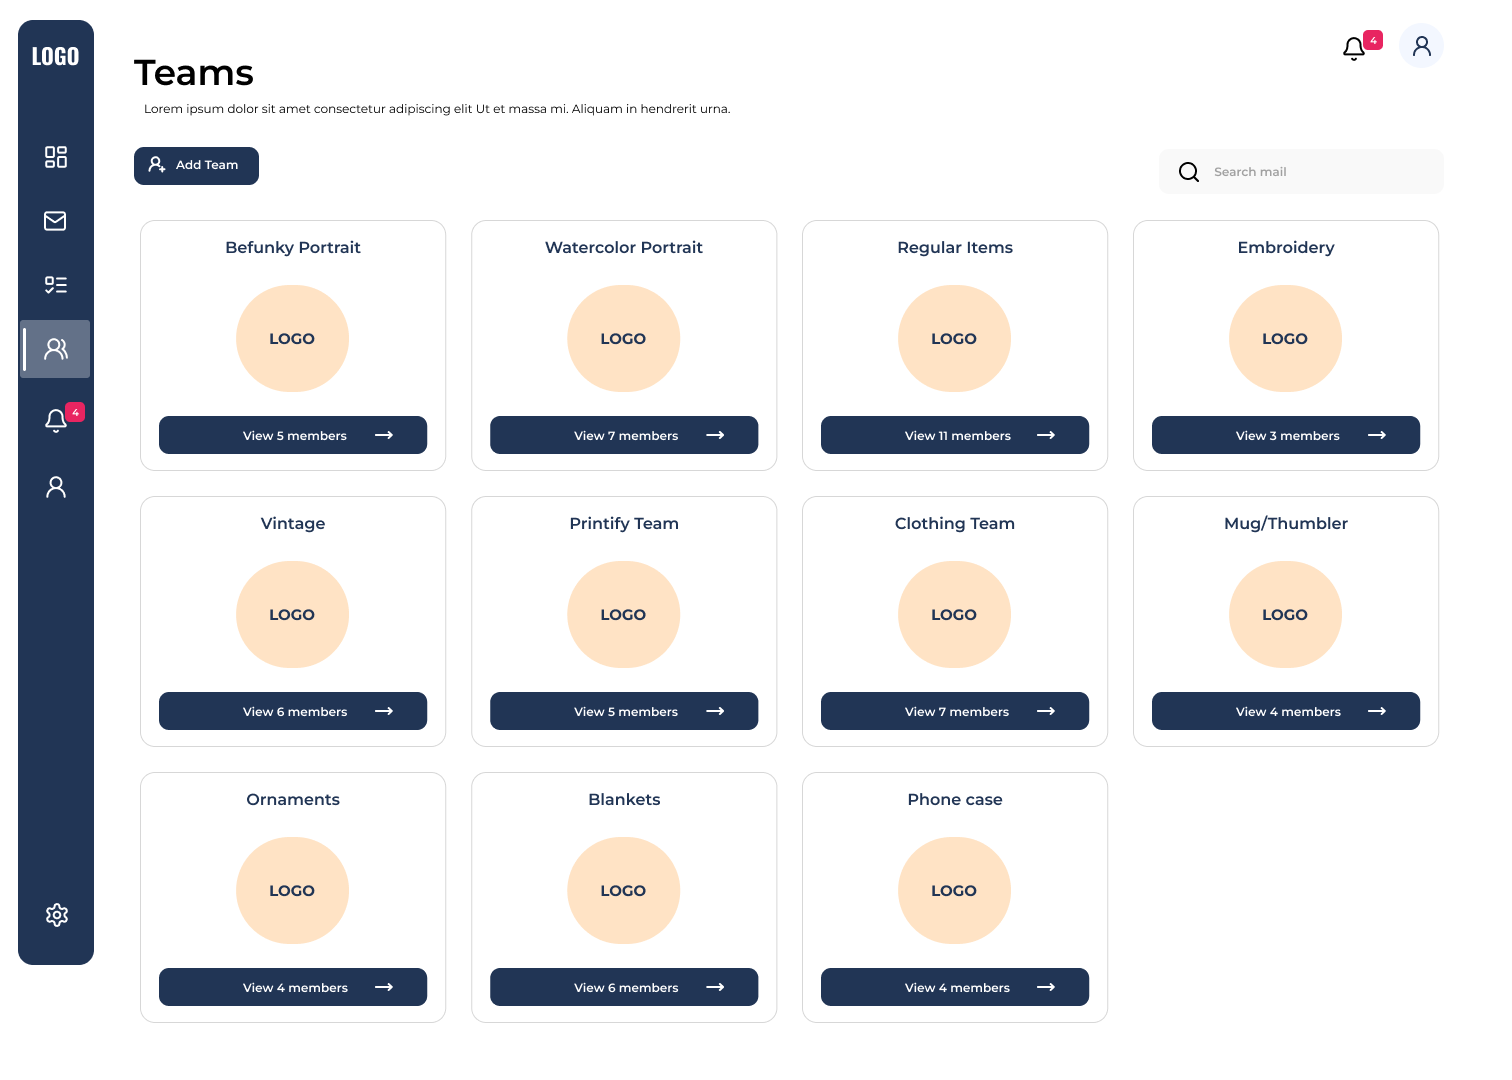 LOGO
4
Teams
Lorem ipsum dolor sit amet consectetur adipiscing elit Ut et massa mi. Aliquam in hendrerit urna.
Add Team
Search mail
Befunky Portrait
LOGO
View 5 members
Watercolor Portrait
LOGO
View 7 members
Regular Items
LOGO
View 11 members
Embroidery
LOGO
View 3 members
4
Vintage
LOGO
View 6 members
Printify Team
LOGO
View 5 members
Clothing Team
LOGO
View 7 members
Mug/Thumbler
LOGO
View 4 members
Ornaments
LOGO
View 4 members
Blankets
LOGO
View 6 members
Phone case
LOGO
View 4 members